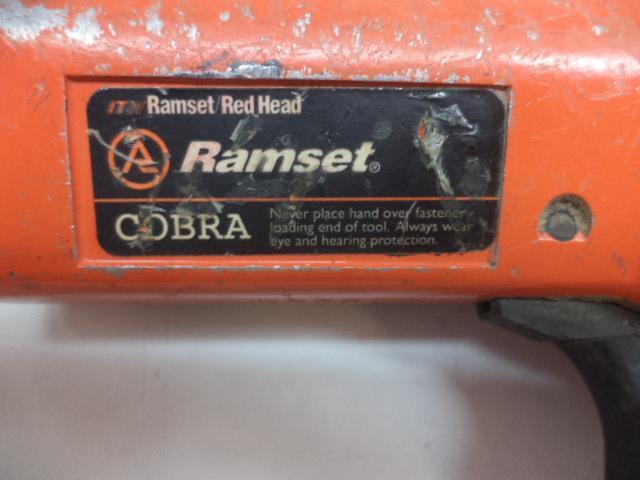 ITW Ramset/Red Head
Ramset®
COBRA
Never place hand over fastener
loading end of tool. Always wear
eye and hearing protection.